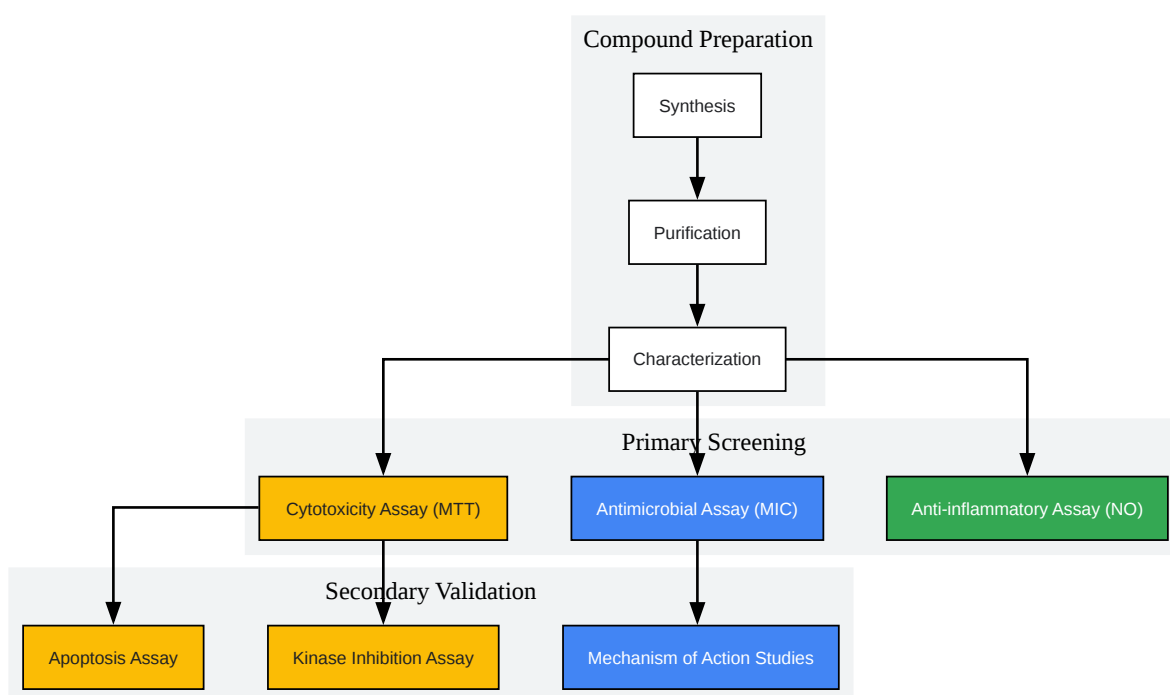 Compound Preparation
Synthesis
Purification
Characterization
Primary Screening
Cytotoxicity Assay (MTT)
Antimicrobial Assay (MIC)
Anti-inflammatory Assay (NO)
Secondary Validation
Apoptosis Assay
Kinase Inhibition Assay
Mechanism of Action Studies